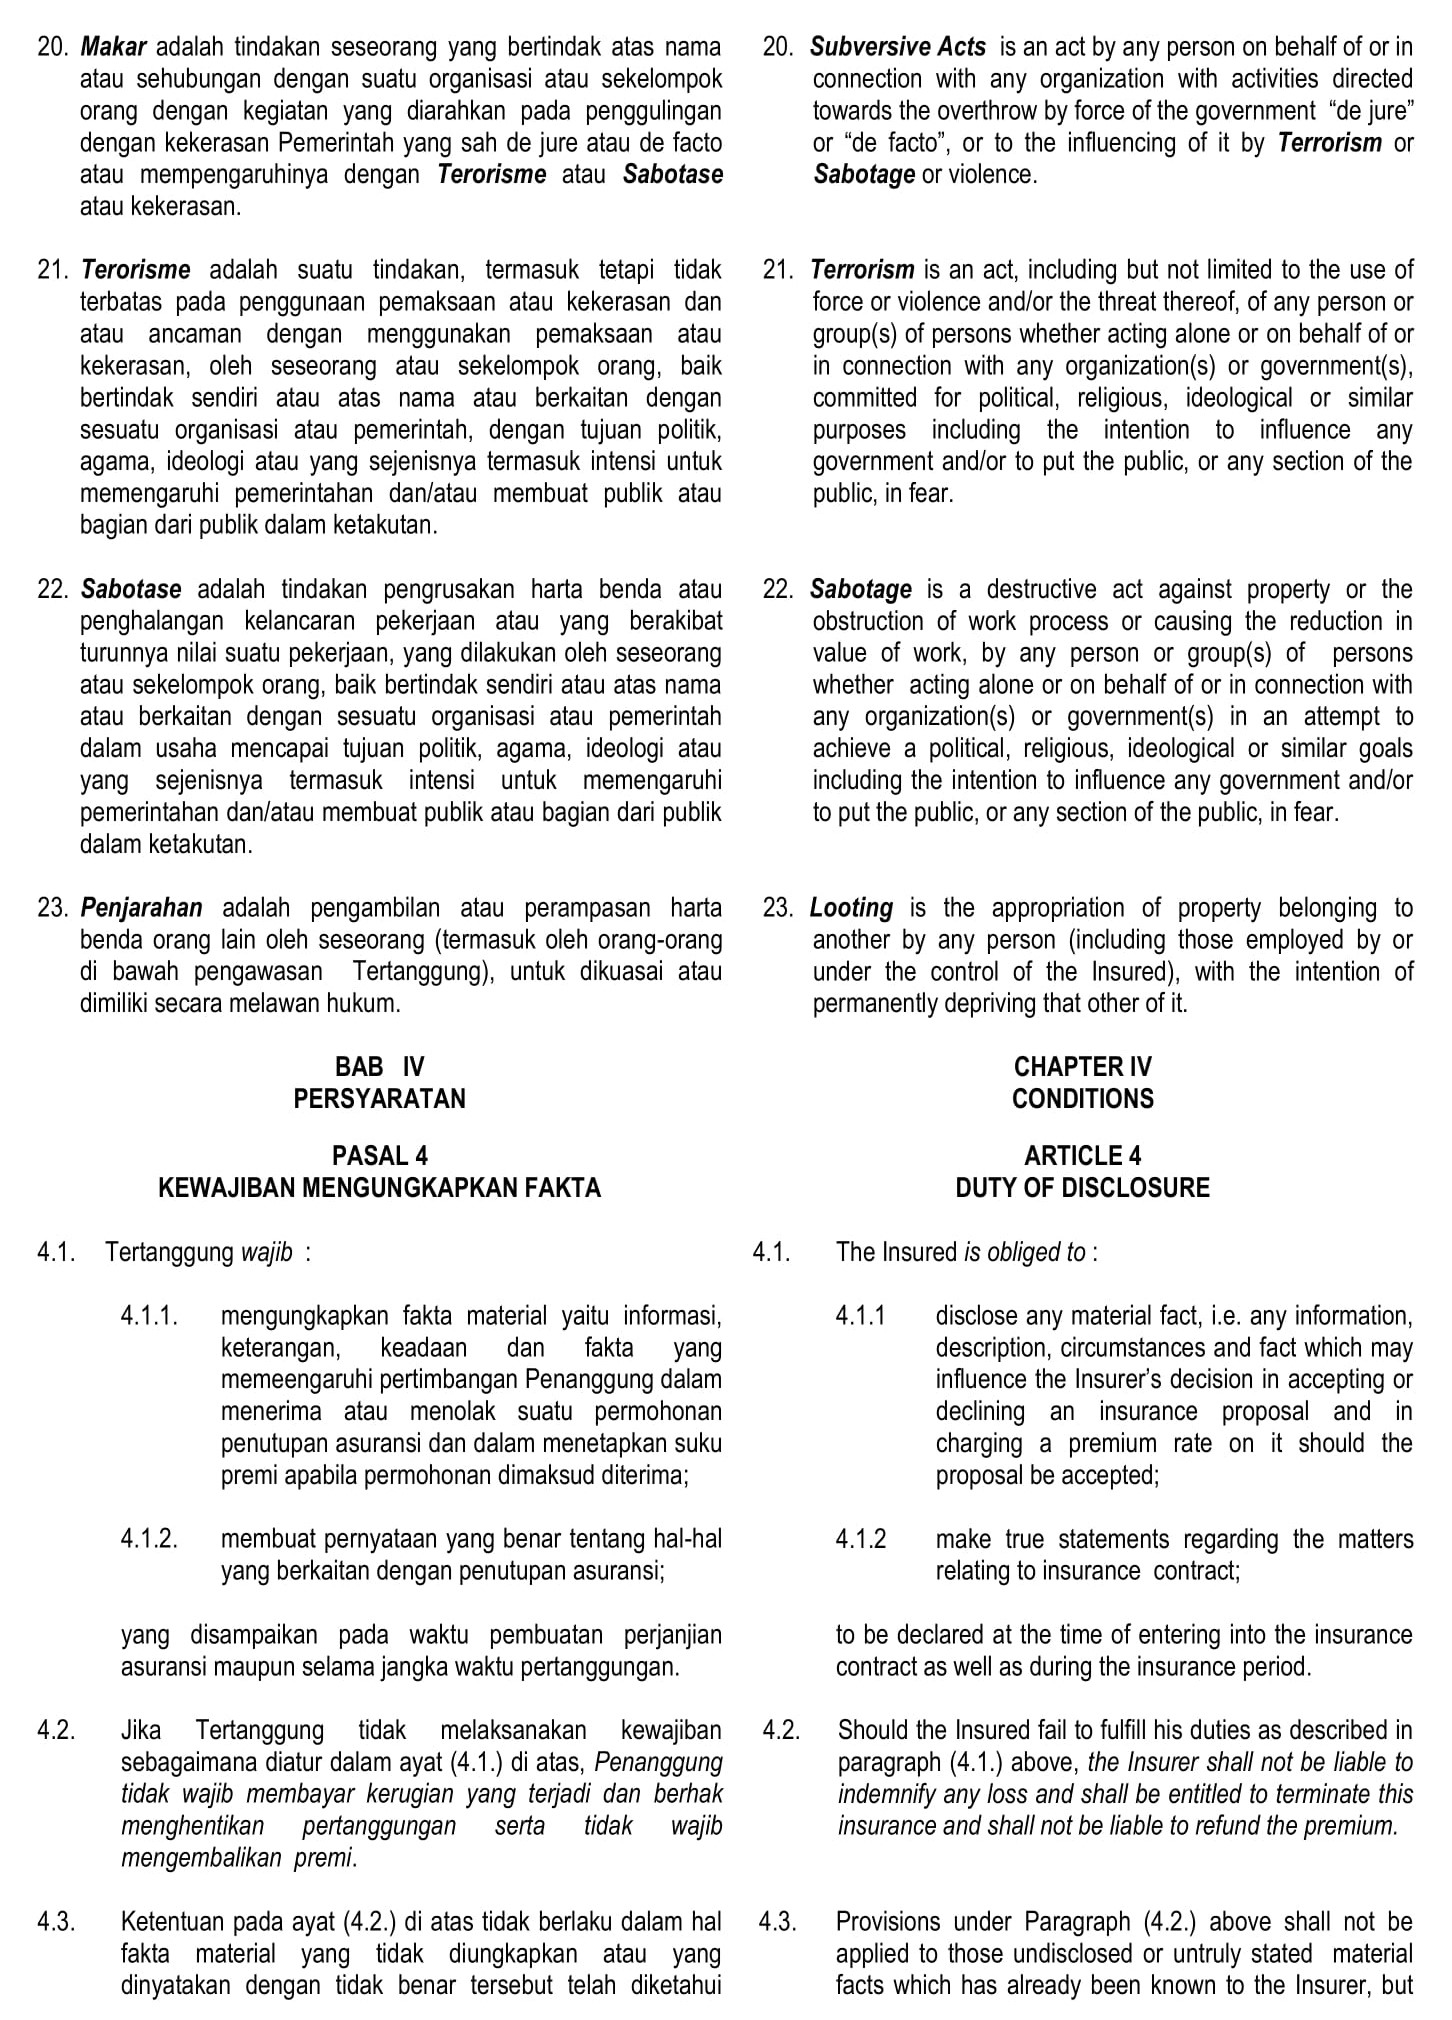 20. Makar adalah tindakan seseorang yang bertindak atas nama
atau sehubungan dengan suatu organisasi atau sekelompok
orang dengan kegiatan yang diarahkan pada penggulingan
dengan kekerasan Pemerintah yang sah de jure atau de facto
atau mempengaruhinya dengan Terorisme atau Sabotase
atau kekerasan.
21. Terorisme adalah suatu tindakan, termasuk tetapi tidak
terbatas pada penggunaan pemaksaan atau kekerasan dan
atau ancaman dengan menggunakan pemaksaan atau
kekerasan, oleh seseorang atau sekelompok orang, baik
bertindak sendiri atau atas nama atau berkaitan dengan
sesuatu organisasi atau pemerintah, dengan tujuan politik,
agama, ideologi atau yang sejenisnya termasuk intensi untuk
memengaruhi pemerintahan dan/atau membuat publik atau
bagian dari publik dalam ketakutan.
22. Sabotase adalah tindakan pengrusakan harta benda atau
penghalangan kelancaran pekerjaan atau yang berakibat
turunnya nilai suatu pekerjaan, yang dilakukan oleh seseorang
atau sekelompok orang, baik bertindak sendiri atau atas nama
atau berkaitan dengan sesuatu organisasi atau pemerintah
dalam usaha mencapai tujuan politik, agama, ideologi atau
yang sejenisnya termasuk intensi untuk memengaruhi
pemerintahan dan/atau membuat publik atau bagian dari publik
dalam ketakutan.
23. Penjarahan adalah pengambilan atau perampasan harta
benda orang lain oleh seseorang (termasuk oleh orang-orang
di bawah pengawasan Tertanggung), untuk dikuasai atau
dimiliki secara melawan hukum.
BAB IV
PERSYARATAN
PASAL 4
KEWAJIBAN MENGUNGKAPKAN FAKTA
4.1. Tertanggung wajib :
4.1.1. mengungkapkan fakta material yaitu informasi,
keterangan, keadaan dan fakta yang
memeengaruhi pertimbangan Penanggung dalam
menerima atau menolak suatu permohonan
penutupan asuransi dan dalam menetapkan suku
premi apabila permohonan dimaksud diterima;
4.1.2. membuat pernyataan yang benar tentang hal-hal
yang berkaitan dengan penutupan asuransi;
yang disampaikan pada waktu pembuatan perjanjian
asuransi maupun selama jangka waktu pertanggungan.
4.2. Jika Tertanggung tidak melaksanakan kewajiban
sebagaimana diatur dalam ayat (4.1.) di atas, Penanggung
tidak wajib membayar kerugian yang terjadi dan berhak
menghentikan pertanggungan serta tidak wajib
mengembalikan premi.
4.3. Ketentuan pada ayat (4.2.) di atas tidak berlaku dalam hal
fakta material yang tidak diungkapkan atau yang
dinyatakan dengan tidak benar tersebut telah diketahui
20. Subversive Acts is an act by any person on behalf of or in
connection with any organization with activities directed
towards the overthrow by force of the government “de jure”
or “de facto”, or to the influencing of it by Terrorism or
Sabotage or violence.
21. Terrorism is an act, including but not limited to the use of
force or violence and/or the threat thereof, of any person or
group(s) of persons whether acting alone or on behalf of or
in connection with any organization(s) or government(s),
committed for political, religious, ideological or similar
purposes including the intention to influence any
government and/or to put the public, or any section of the
public, in fear.
22. Sabotage is a destructive act against property or the
obstruction of work process or causing the reduction in
value of work, by any person or group(s) of persons
whether acting alone or on behalf of or in connection with
any organization(s) or government(s) in an attempt to
achieve a political, religious, ideological or similar goals
including the intention to influence any government and/or
to put the public, or any section of the public, in fear.
23. Looting is the appropriation of property belonging to
another by any person (including those employed by or
under the control of the Insured), with the intention of
permanently depriving that other of it.
CHAPTER IV
CONDITIONS
ARTICLE 4
DUTY OF DISCLOSURE
4.1. The Insured is obliged to :
4.1.1 disclose any material fact, i.e. any information,
description, circumstances and fact which may
influence the Insurer’s decision in accepting or
declining an insurance proposal and in
charging a premium rate on it should the
proposal be accepted;
4.1.2 make true statements regarding the matters
relating to insurance contract;
to be declared at the time of entering into the insurance
contract as well as during the insurance period.
4.2. Should the Insured fail to fulfill his duties as described in
paragraph (4.1.) above, the Insurer shall not be liable to
indemnify any loss and shall be entitled to terminate this
insurance and shall not be liable to refund the premium.
4.3. Provisions under Paragraph (4.2.) above shall not be
applied to those undisclosed or untruly stated material
facts which has already been known to the Insurer, but